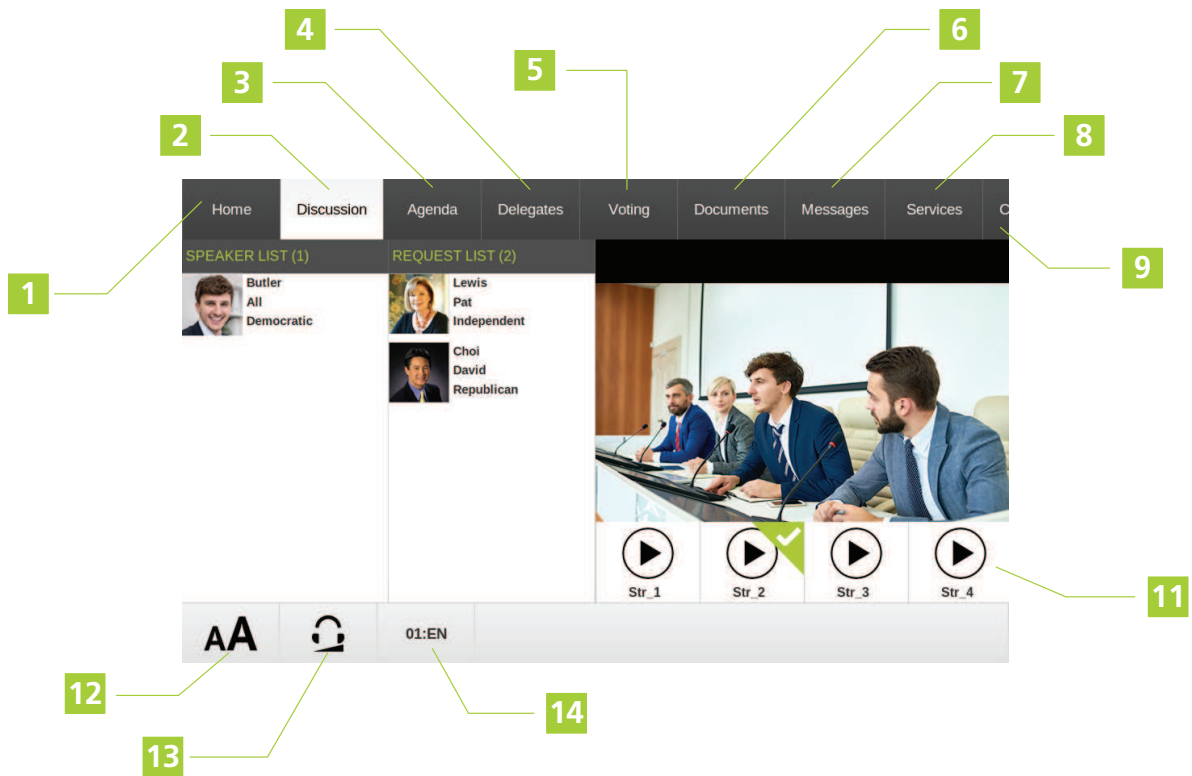 4
6
5
3
7
2
8
Home
Discussion
Agenda
Delegates
Voting
Documents
Messages
Services
C
SPEAKER LIST (1)
REQUEST LIST (2)
9
1
Butler
All
Democratic
Lewis
Pat
Independent
Choi
David
Republican
Str_1
Str_2
Str_3
Str_4
11
AA
01:EN
12
14
13